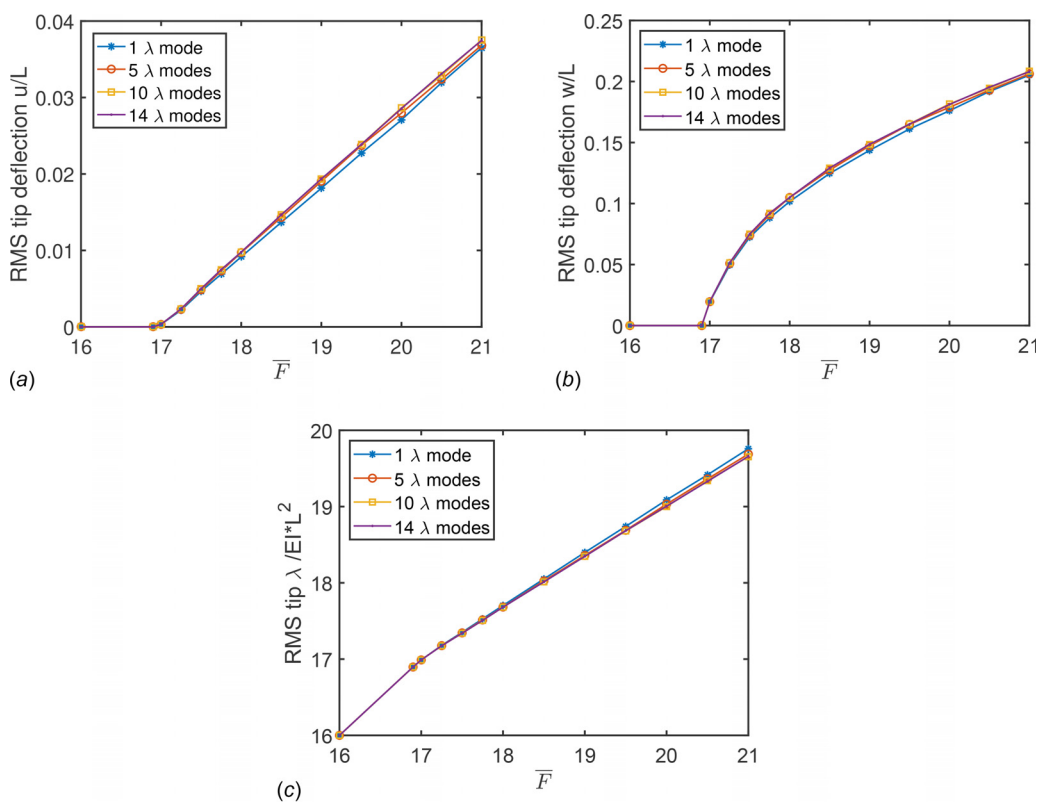 0.04
0.03
0.02
0.01
0
RMS tip deflection u/L
1 λ mode
5 λ modes
10 λ modes
14 λ modes
16 17 18 19 20 21
F̅
(a)
0.25
0.2
0.15
0.1
0.05
0
RMS tip deflection w/L
1 λ mode
5 λ modes
10 λ modes
14 λ modes
16 17 18 19 20 21
F̅
(b)
20
19
18
17
16
RMS tip λ /EI*L²
1 λ mode
5 λ modes
10 λ modes
14 λ modes
16 17 18 19 20 21
F̅
(c)